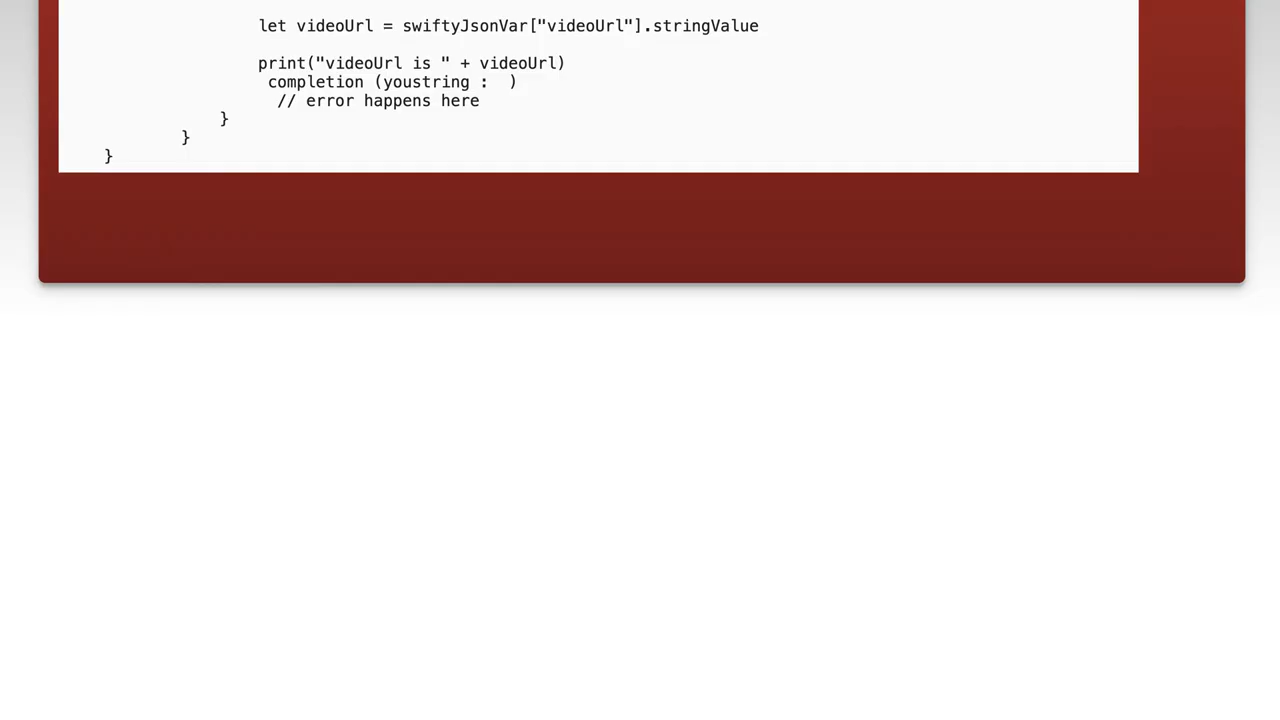 let videoUrl = swiftyJsonVar["videoUrl"].stringValue
print("videoUrl is " + videoUrl)
completion (youstring :  )
// error happens here
}
}
}